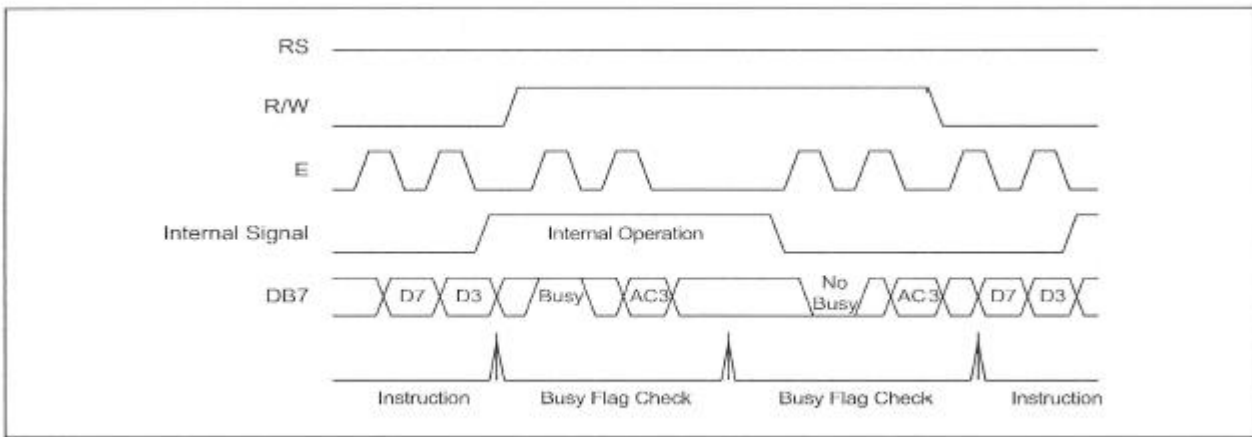 RS
R/W
E
Internal Signal
Internal Operation
DB7
D7
D3
Busy
AC3
No
Busy
AC3
D7
D3
Instruction
Busy Flag Check
Busy Flag Check
Instruction